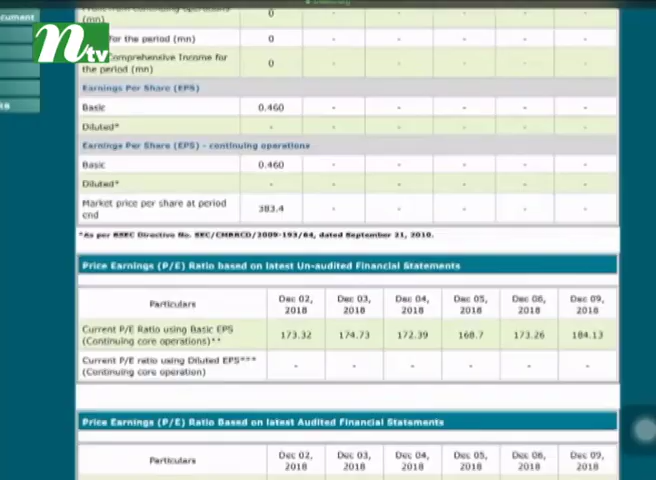 cument
n
tv
(mn)
0
for the period (mn) 0 - - - - -
Comprehensive Income for
the period (mn) 0 - - - - -
Earnings Per Share (EPS)
Basic 0.460 - - - - -
Diluted* - - - - - -
Earnings Per Share (EPS) - continuing operations
Basic 0.460 - - - - -
Diluted* - - - - - -
Market price per share at period
end 383.4 - - - - -
*As per BSEC Directive No. SEC/CMRRCD/2009-193/64, dated September 21, 2010.
Price Earnings (P/E) Ratio based on latest Un-audited Financial Statements
Particulars Dec 02, 2018 Dec 03, 2018 Dec 04, 2018 Dec 05, 2018 Dec 06, 2018 Dec 09, 2018
Current P/E Ratio using Basic EPS
(Continuing core operations)** 173.32 174.73 172.39 168.7 173.26 184.13
Current P/E ratio using Diluted EPS***
(Continuing core operation) - - - - - -
Price Earnings (P/E) Ratio Based on latest Audited Financial Statements
Particulars Dec 02, 2018 Dec 03, 2018 Dec 04, 2018 Dec 05, 2018 Dec 06, 2018 Dec 09, 2018